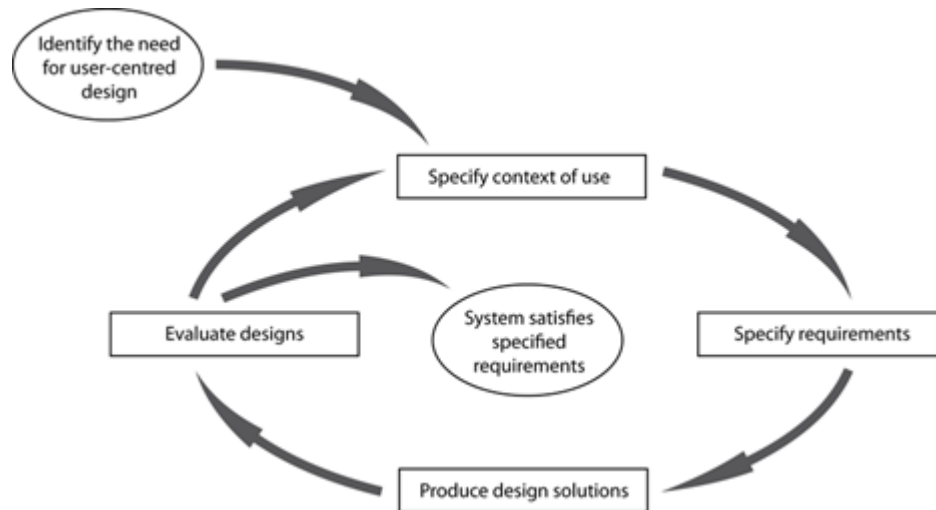 Identify the need
for user-centred
design
Specify context of use
Evaluate designs
System satisfies
specified
requirements
Specify requirements
Produce design solutions